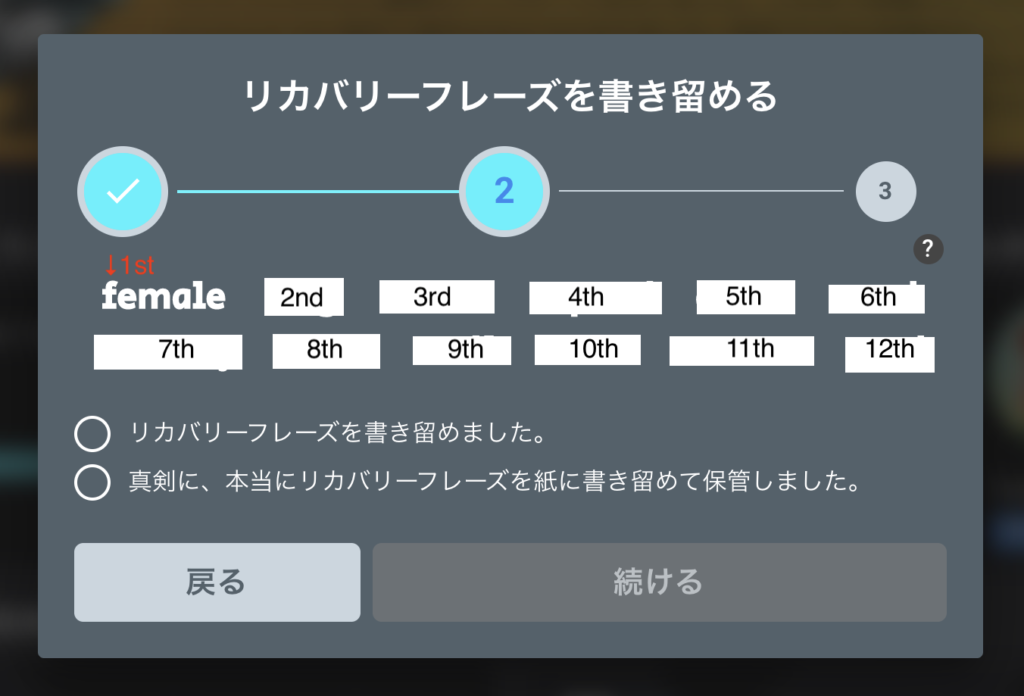 リカバリーフレーズを書き留める
2 3
?
↓1st
female 2nd 3rd 4th 5th 6th
7th 8th 9th 10th 11th 12th
リカバリーフレーズを書き留めました。
真剣に、本当にリカバリーフレーズを紙に書き留めて保管しました。
戻る 続ける